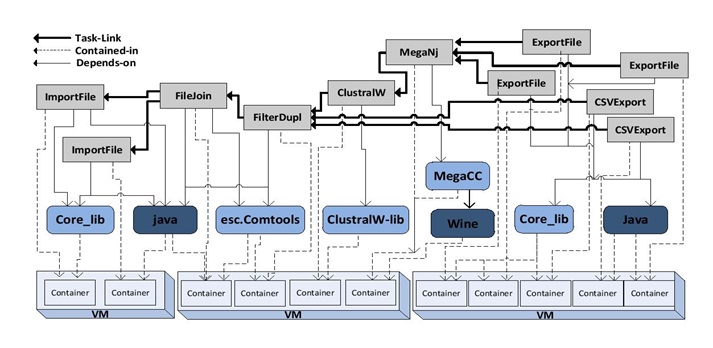 Task-Link
Contained-in
Depends-on
ExportFile
MegaNj
ExportFile
ExportFile
ImportFile
FileJoin
ClustralW
CSVExport
FilterDupl
CSVExport
ImportFile
MegaCC
Core_lib
java
esc.Comtools
ClustralW-lib
Wine
Core_lib
Java
Container
Container
Container
Container
Container
Container
Container
Container
Container
Container
Container
VM
VM
VM